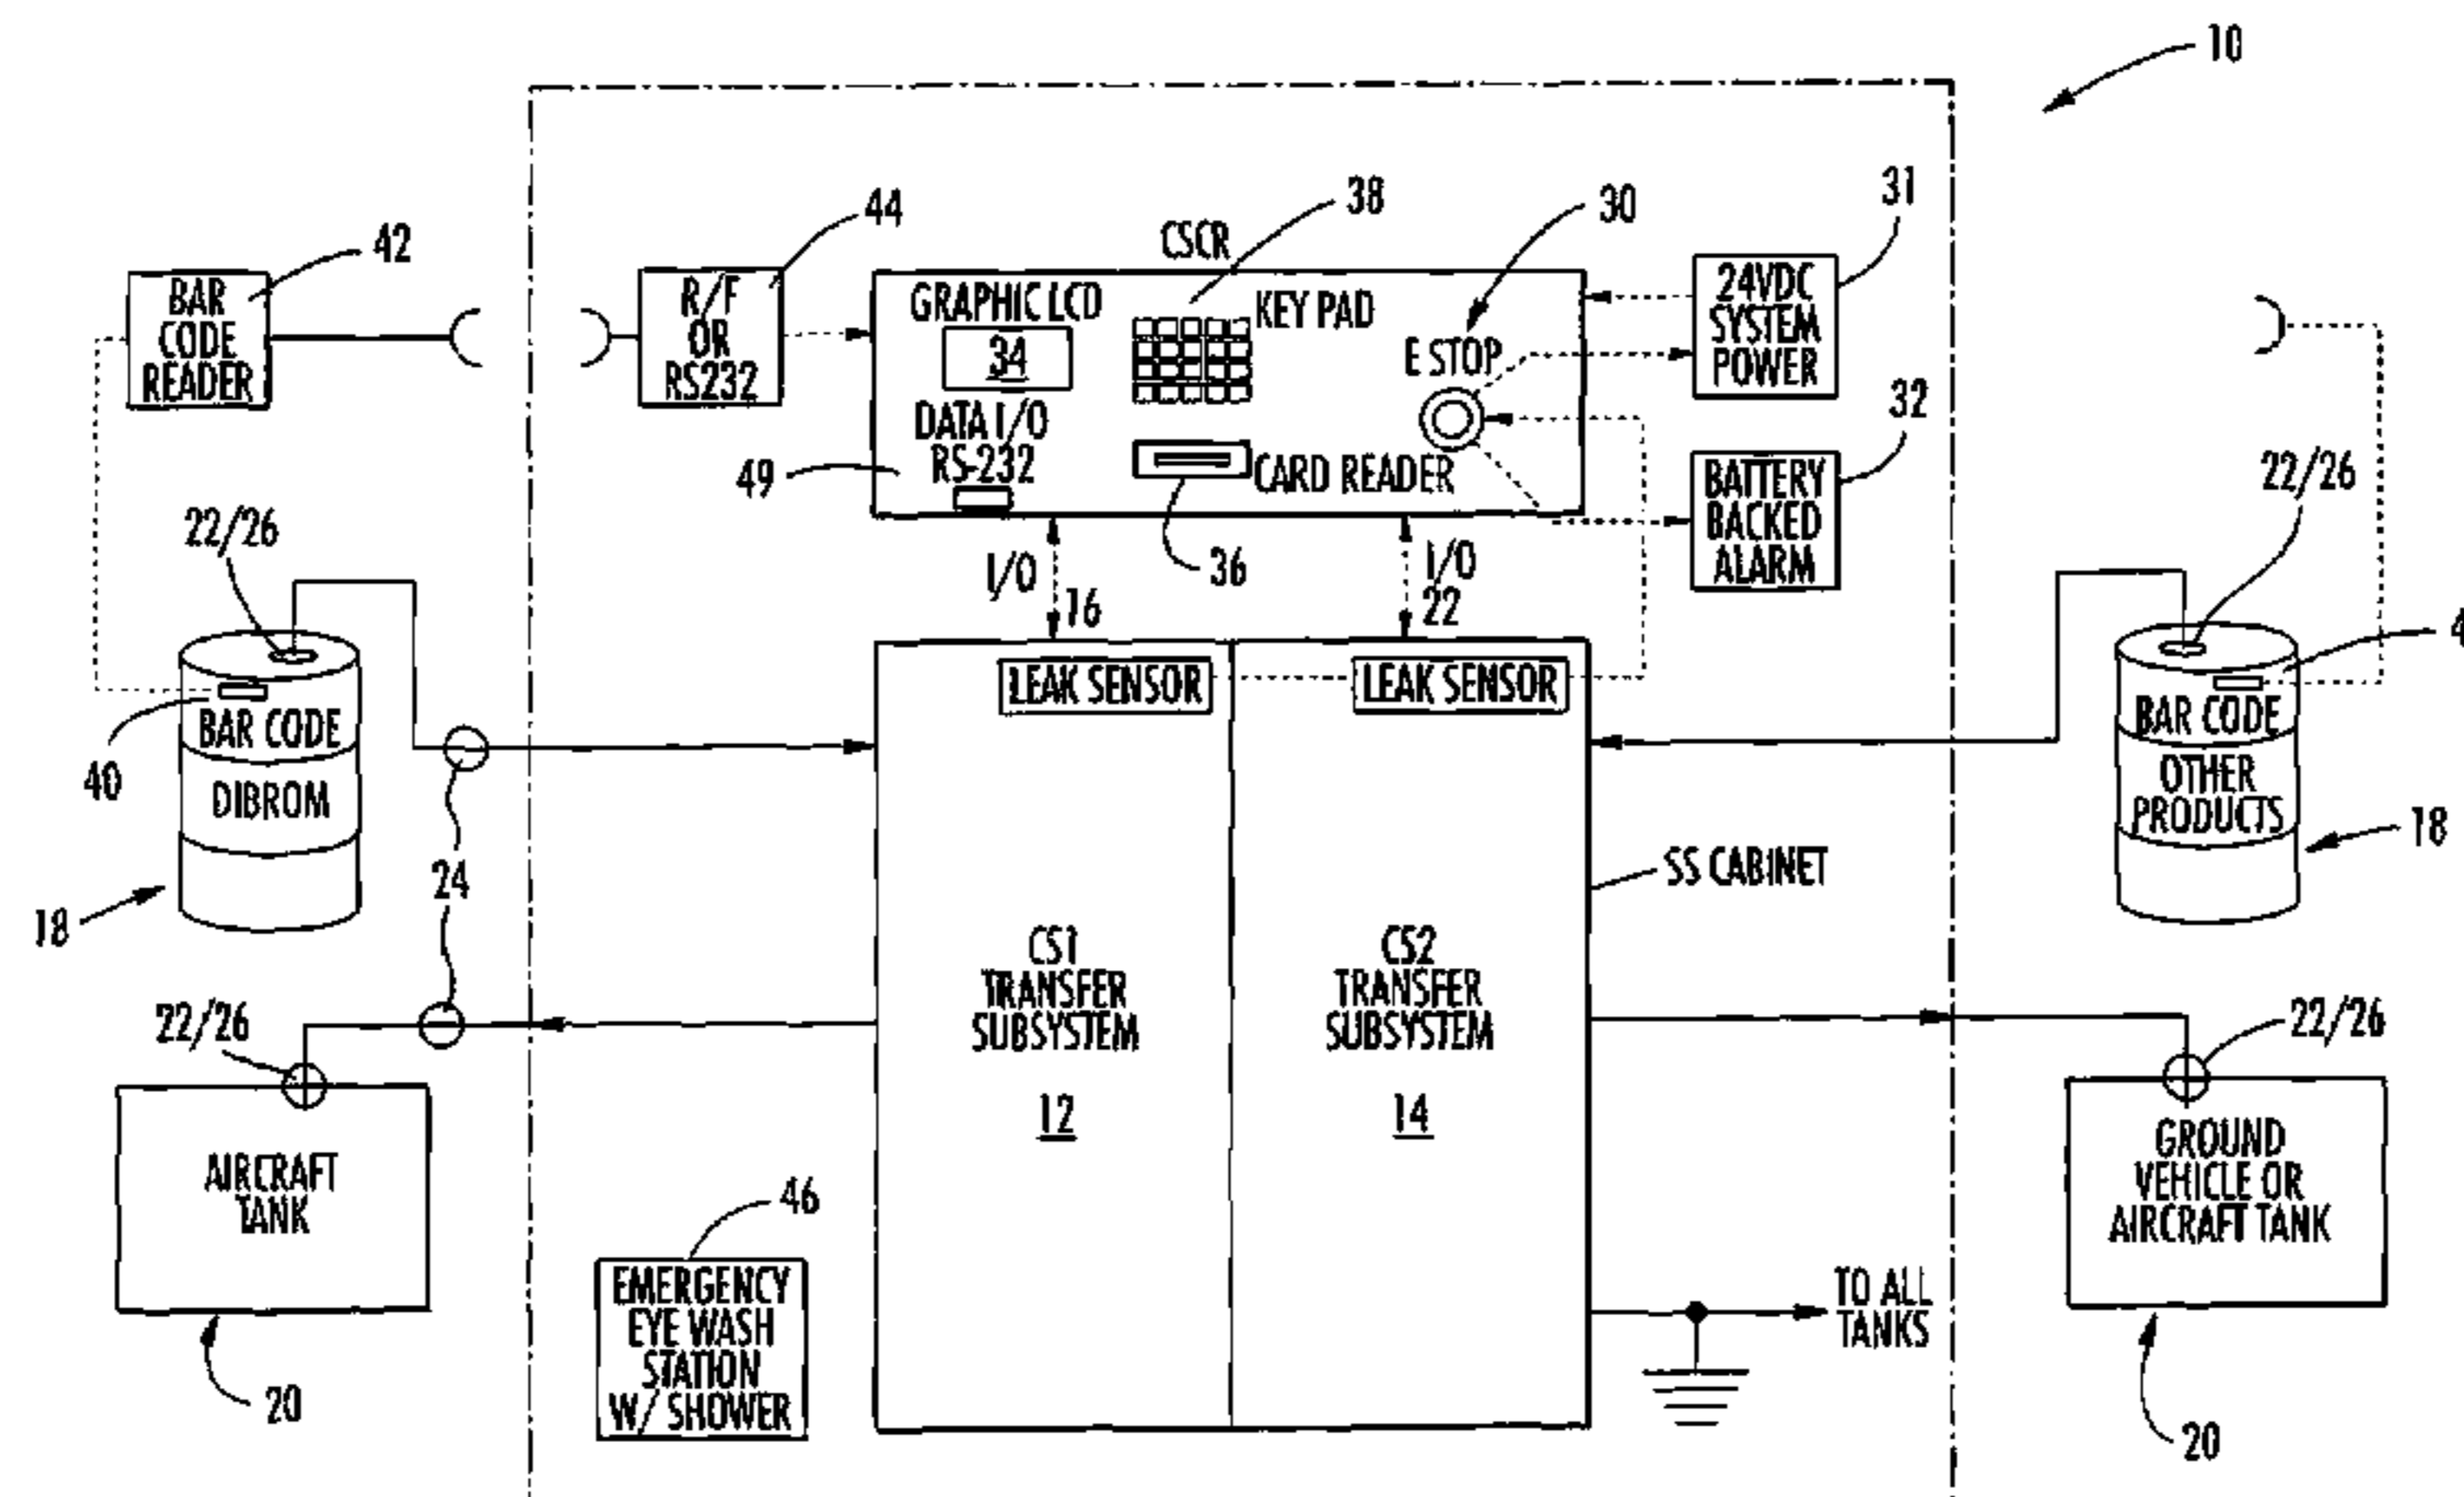 10
31
38
30
44
CSCR
42
BAR
CODE
READER
R/F
OR
RS232
GRAPHIC LCD
34
KEY PAD
24VDC
SYSTEM
POWER
E STOP
32
DATA I/O
RS-232
49
CARD READER
BATTERY
BACKED
ALARM
22/26
22/26
36
I/O
16
I/O
22
LEAK SENSOR
LEAK SENSOR
40
BAR CODE
DIBROM
BAR CODE
OTHER
PRODUCTS
18
24
18
SS CABINET
CS1
TRANSFER
SUBSYSTEM
12
CS2
TRANSFER
SUBSYSTEM
14
22/26
22/26
AIRCRAFT
TANK
GROUND
VEHICLE OR
AIRCRAFT TANK
46
EMERGENCY
EYE WASH
STATION
W/ SHOWER
TO ALL
TANKS
20
20